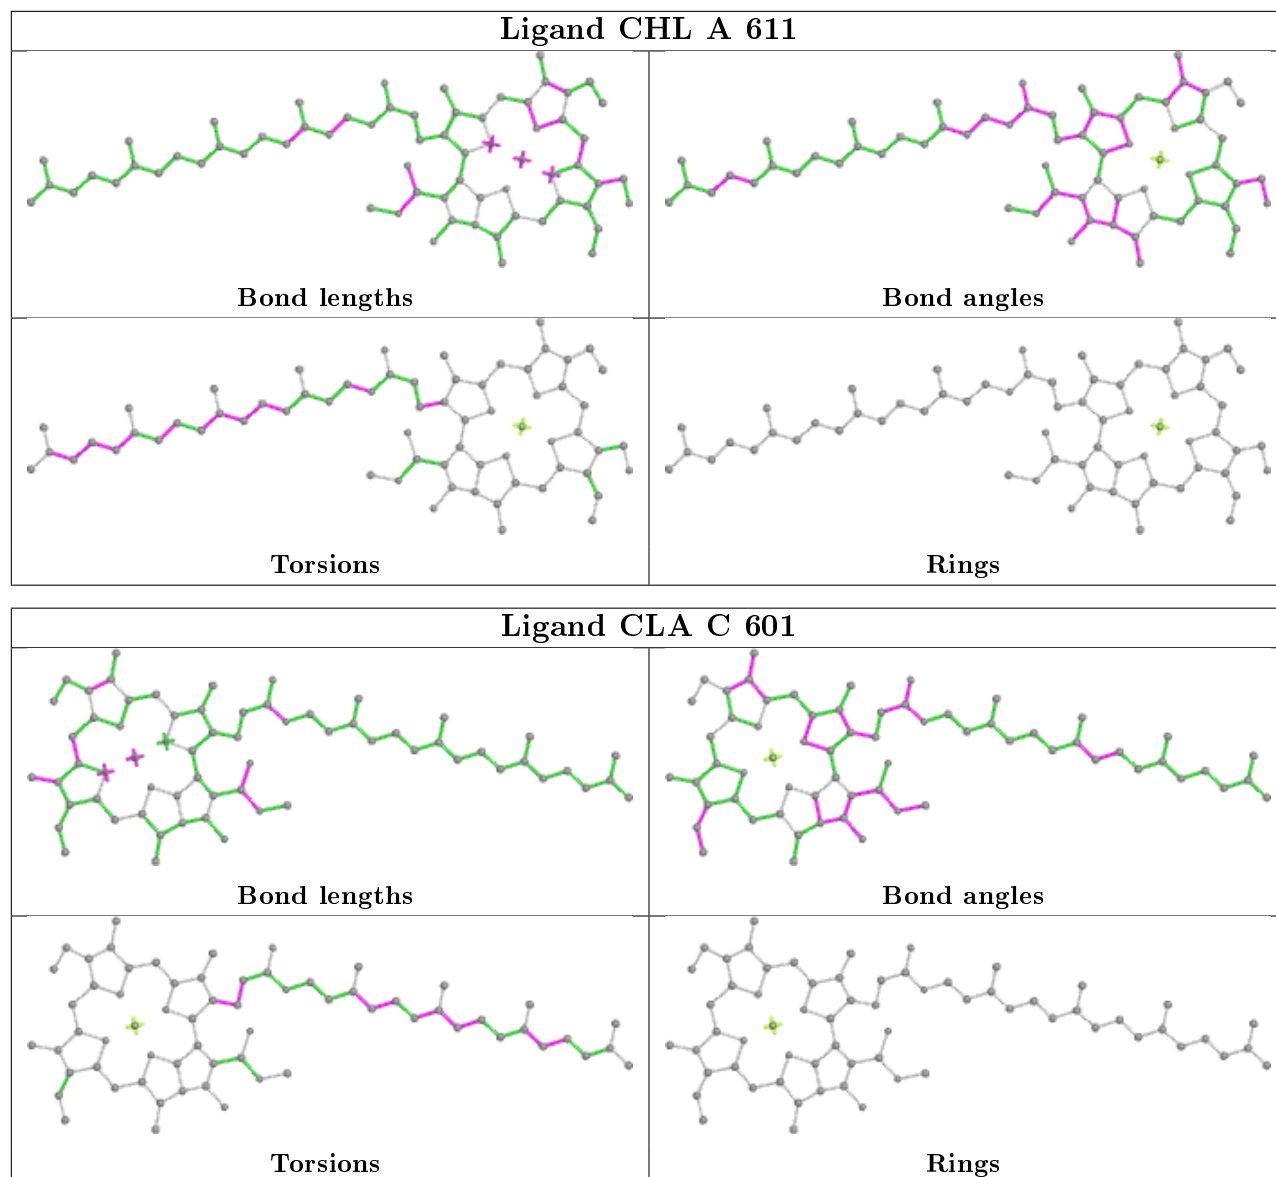 Ligand CHL A 611
Bond lengths
Bond angles
Torsions
Rings
Ligand CLA C 601
Bond lengths
Bond angles
Torsions
Rings